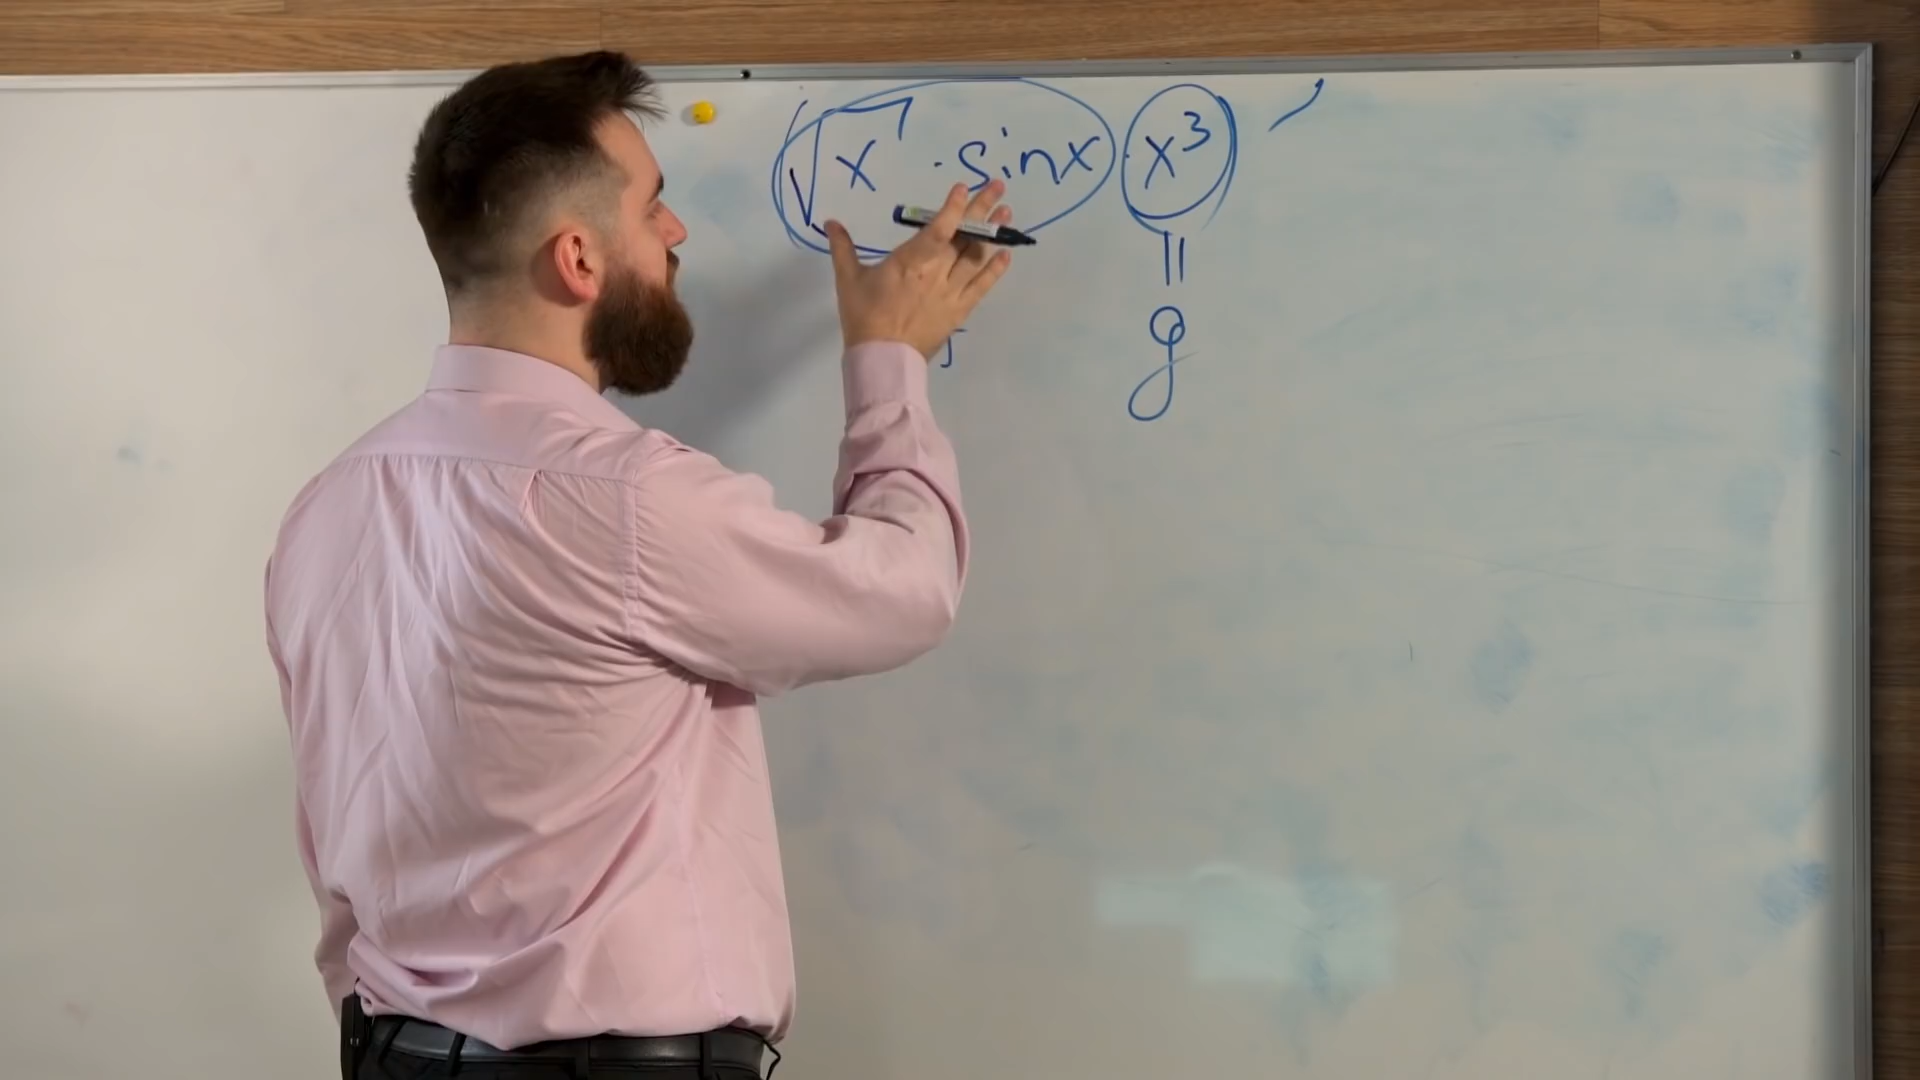 (√x · sinx · x³)'
||
g